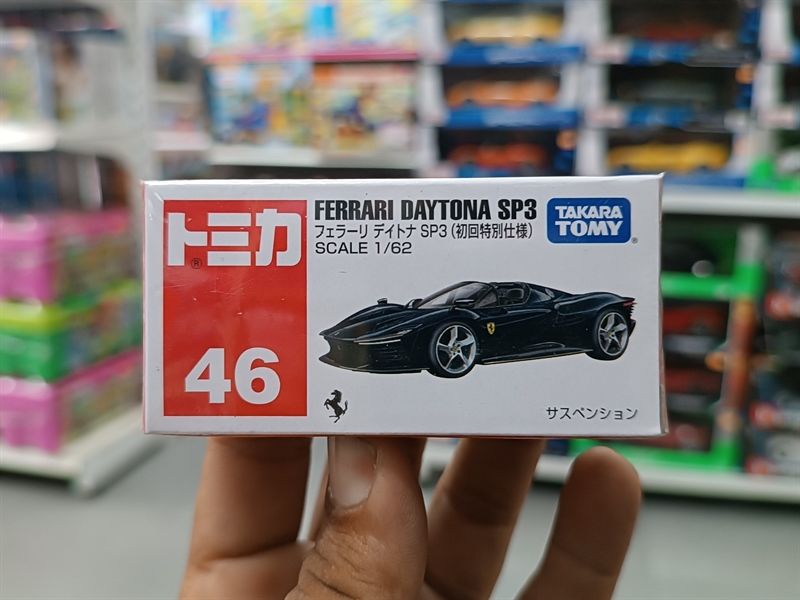 トミカ
®
46
FERRARI DAYTONA SP3
フェラーリ デイトナ SP3 (初回特別仕様)
SCALE 1/62
TAKARA
TOMY
®
サスペンション